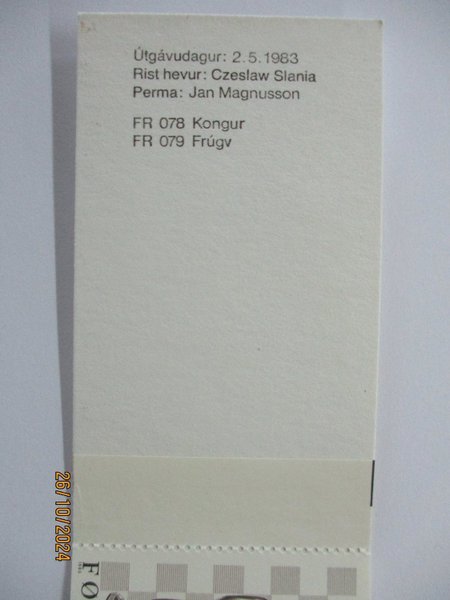 Útgávudagur: 2.5.1983
Rist hevur: Czeslaw Slania
Perma: Jan Magnusson
FR 078 Kongur
FR 079 Frúgv
26/10/2024
FØ